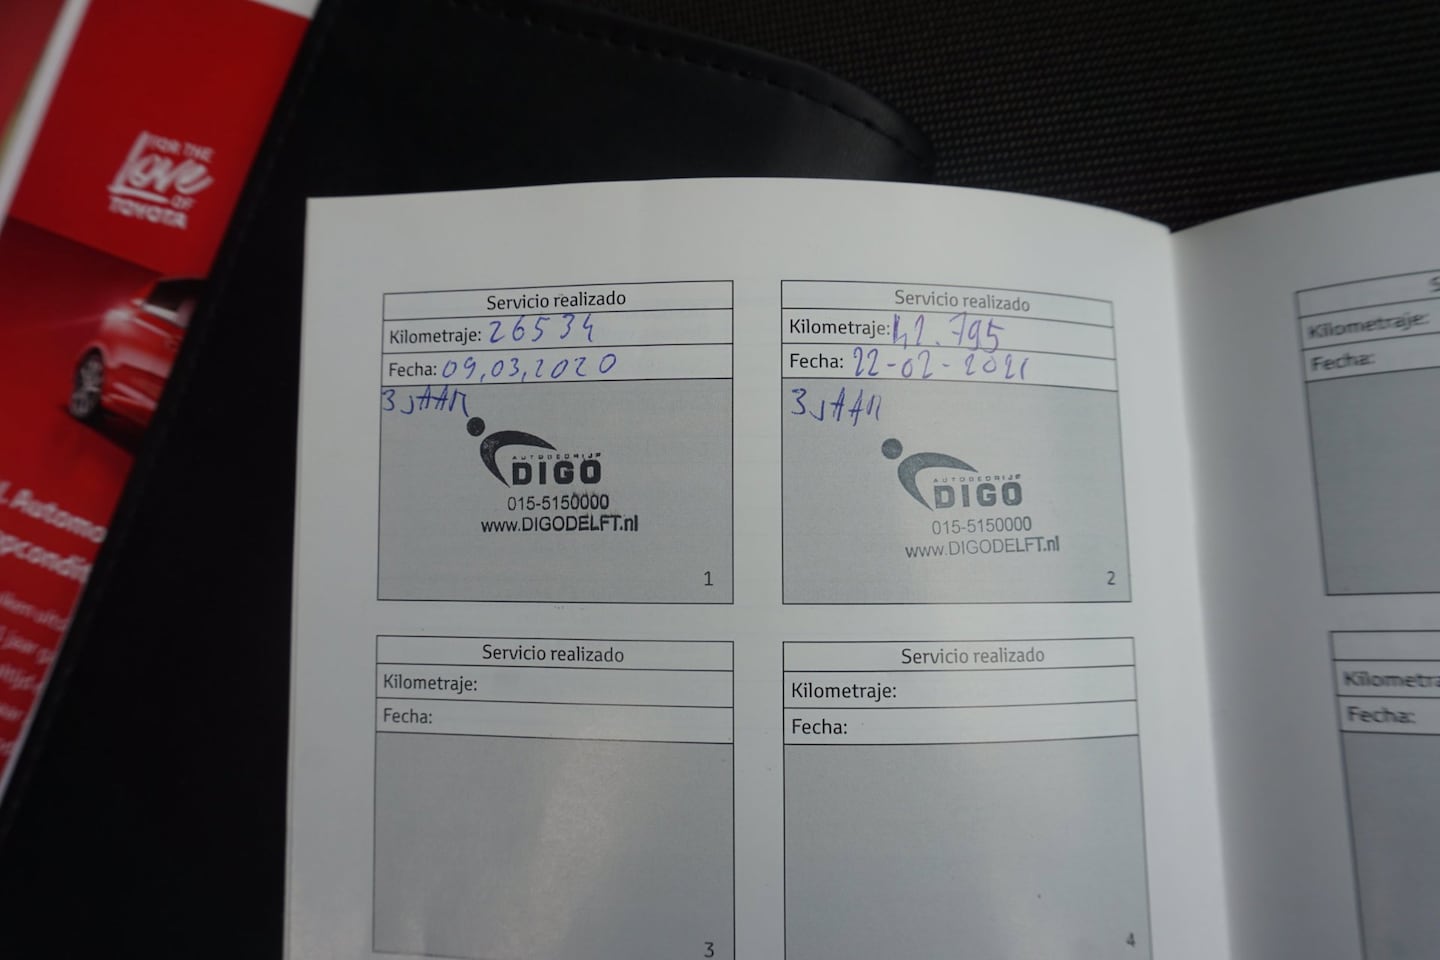 FOR THE
Love
OF
TOYOTA
Servicio realizado
Kilometraje: 26534
Fecha: 09,03,2020
3 JAAR
AUTOBEDRIJF
DIGO
015-5150000
www.DIGODELFT.nl
1
Servicio realizado
Kilometraje: 42.795
Fecha: 22-02-2021
3 JAAR
AUTOBEDRIJF
DIGO
015-5150000
www.DIGODELFT.nl
2
Servicio realizado
Kilometraje:
Fecha:
3
Servicio realizado
Kilometraje:
Fecha:
4
Kilometraje:
Fecha:
Fecha: